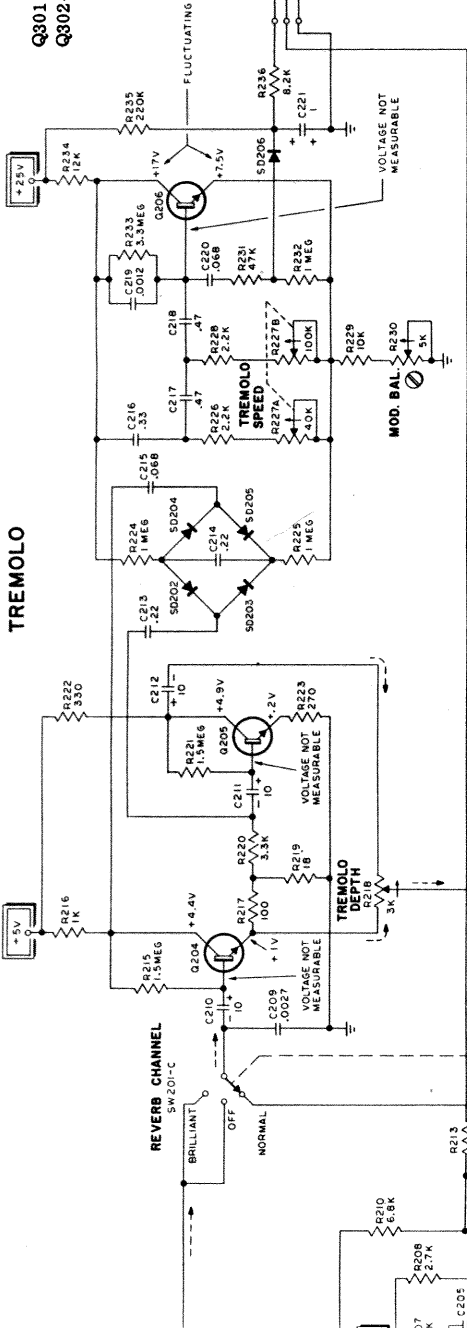 TREMOLO
+5V
+25V
Q301
Q302
R216
1K
R222
330
R234
12K
R235
220K
R215
1.5MEG
+4.4V
Q204
VOLTAGE NOT
MEASURABLE
+1V
REVERB CHANNEL
SW201-C
BRILLIANT
OFF
NORMAL
C210
10
C209
.0027
R217
100
R220
3.3K
R219
18
C211
10
R221
1.5MEG
C212
10
+4.9V
Q205
+.2V
R223
270
VOLTAGE NOT
MEASURABLE
TREMOLO
DEPTH
R218
3K
C213
.22
SD202
SD203
SD204
SD205
C214
.22
C215
.068
R224
1 MEG
R225
1 MEG
C216
.33
C217
.47
C218
.47
R226
2.2K
R228
2.2K
TREMOLO
SPEED
R227A
40K
R227B
100K
C219
.0012
R233
3.3MEG
C220
.068
R231
47K
R232
1 MEG
R229
10K
MOD. BAL.
R230
5K
+17V
Q206
+7.5V
FLUCTUATING
VOLTAGE NOT
MEASURABLE
SD206
R236
8.2K
C221
1
R210
6.8K
R208
2.7K
R213
C205
07
K